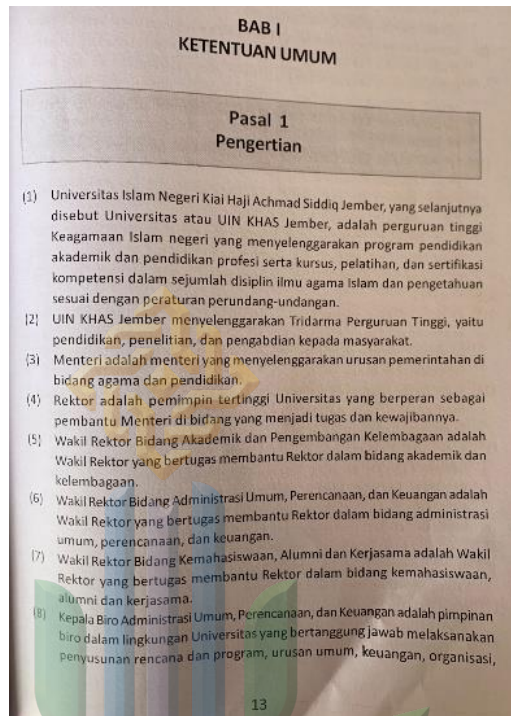 BAB I
KETENTUAN UMUM
Pasal 1
Pengertian
(1) Universitas Islam Negeri Kiai Haji Achmad Siddiq Jember, yang selanjutnya
disebut Universitas atau UIN KHAS Jember, adalah perguruan tinggi
Keagamaan Islam negeri yang menyelenggarakan program pendidikan
akademik dan pendidikan profesi serta kursus, pelatihan, dan sertifikasi
kompetensi dalam sejumlah disiplin ilmu agama Islam dan pengetahuan
sesuai dengan peraturan perundang-undangan.
(2) UIN KHAS Jember menyelenggarakan Tridarma Perguruan Tinggi, yaitu
pendidikan, penelitian, dan pengabdian kepada masyarakat.
(3) Menteri adalah menteri yang menyelenggarakan urusan pemerintahan di
bidang agama dan pendidikan.
(4) Rektor adalah pemimpin tertinggi Universitas yang berperan sebagai
pembantu Menteri di bidang yang menjadi tugas dan kewajibannya.
(5) Wakil Rektor Bidang Akademik dan Pengembangan Kelembagaan adalah
Wakil Rektor yang bertugas membantu Rektor dalam bidang akademik dan
kelembagaan.
(6) Wakil Rektor Bidang Administrasi Umum, Perencanaan, dan Keuangan adalah
Wakil Rektor yang bertugas membantu Rektor dalam bidang administrasi
umum, perencanaan, dan keuangan.
(7) Wakil Rektor Bidang Kemahasiswaan, Alumni dan Kerjasama adalah Wakil
Rektor yang bertugas membantu Rektor dalam bidang kemahasiswaan,
alumni dan kerjasama.
(8) Kepala Biro Administrasi Umum, Perencanaan, dan Keuangan adalah pimpinan
biro dalam lingkungan Universitas yang bertanggung jawab melaksanakan
penyusunan rencana dan program, urusan umum, keuangan, organisasi,
13